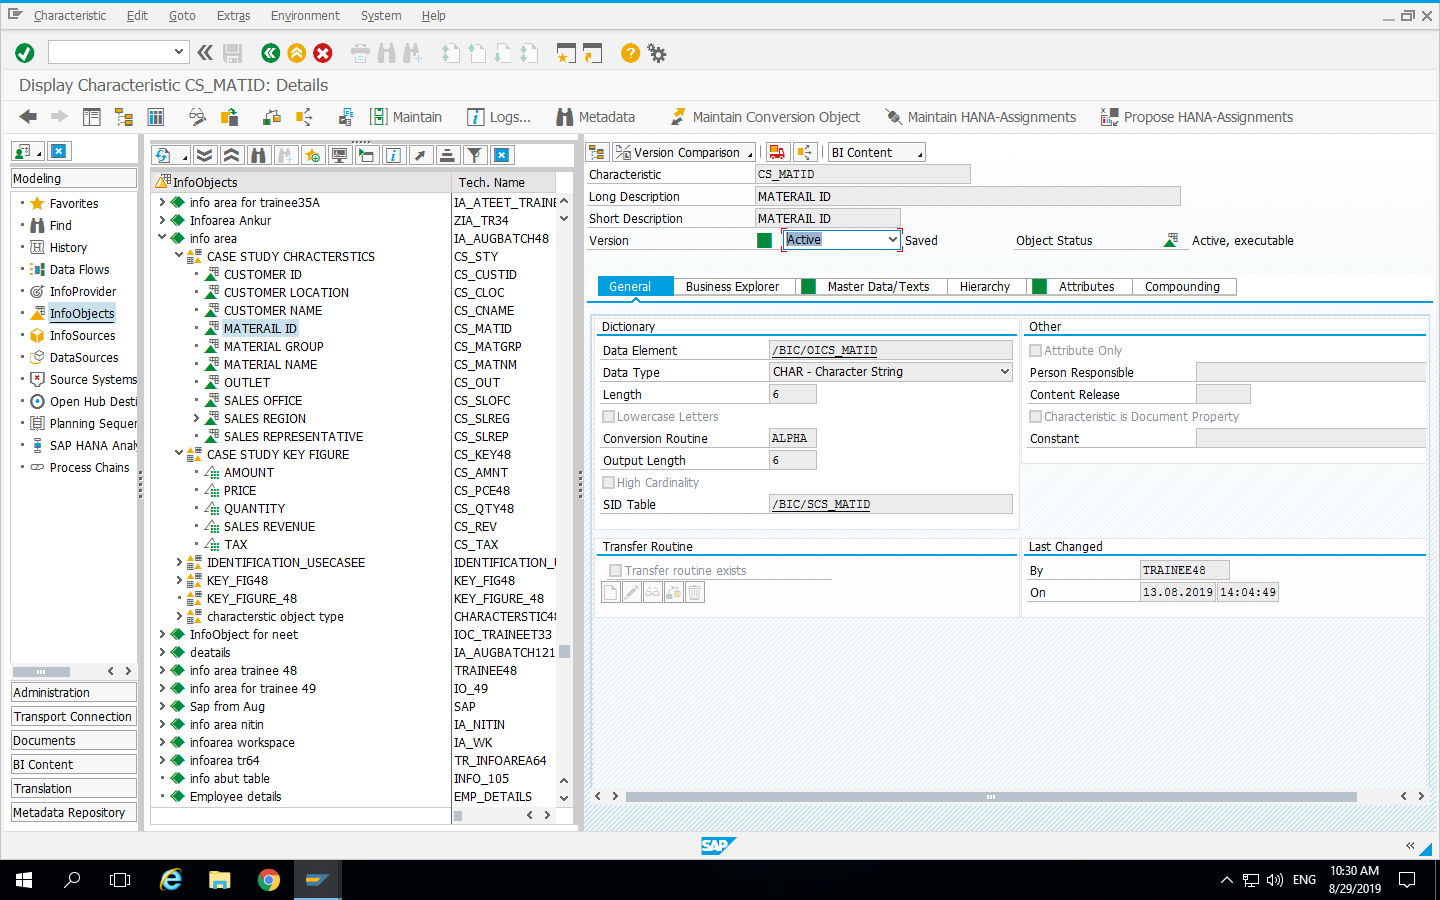 Characteristic Edit Goto Extras Environment System Help
Display Characteristic CS_MATID: Details
Maintain Logs... Metadata Maintain Conversion Object Maintain HANA-Assignments Propose HANA-Assignments
Modeling
Favorites
Find
History
Data Flows
InfoProvider
InfoObjects
InfoSources
DataSources
Source Systems
Open Hub Desti
Planning Sequer
SAP HANA Anal
Process Chains
Administration
Transport Connection
Documents
BI Content
Translation
Metadata Repository
InfoObjects Tech. Name
info area for trainee35A IA_ATEET_TRAINE
Infoarea Ankur ZIA_TR34
info area IA_AUGBATCH48
CASE STUDY CHRACTERSTICS CS_STY
CUSTOMER ID CS_CUSTID
CUSTOMER LOCATION CS_CLOC
CUSTOMER NAME CS_CNAME
MATERAIL ID CS_MATID
MATERIAL GROUP CS_MATGRP
MATERIAL NAME CS_MATNM
OUTLET CS_OUT
SALES OFFICE CS_SLOFC
SALES REGION CS_SLREG
SALES REPRESENTATIVE CS_SLREP
CASE STUDY KEY FIGURE CS_KEY48
AMOUNT CS_AMNT
PRICE CS_PCE48
QUANTITY CS_QTY48
SALES REVENUE CS_REV
TAX CS_TAX
IDENTIFICATION_USECASEE IDENTIFICATION_U
KEY_FIG48 KEY_FIG48
KEY_FIGURE_48 KEY_FIGURE_48
characterstic object type CHARACTERSTIC48
InfoObject for neet IOC_TRAINEET33
deatails IA_AUGBATCH121
info area trainee 48 TRAINEE48
info area for trainee 49 IO_49
Sap from Aug SAP
info area nitin IA_NITIN
infoarea workspace IA_WK
infoarea tr64 TR_INFOAREA64
info abut table INFO_105
Employee details EMP_DETAILS
Version Comparison BI Content
Characteristic CS_MATID
Long Description MATERAIL ID
Short Description MATERAIL ID
Version Active Saved Object Status Active, executable
General Business Explorer Master Data/Texts Hierarchy Attributes Compounding
Dictionary
Data Element /BIC/OICS_MATID
Data Type CHAR - Character String
Length 6
Lowercase Letters
Conversion Routine ALPHA
Output Length 6
High Cardinality
SID Table /BIC/SCS_MATID
Other
Attribute Only
Person Responsible
Content Release
Characteristic is Document Property
Constant
Transfer Routine
Transfer routine exists
Last Changed
By TRAINEE48
On 13.08.2019 14:04:49
SAP
ENG
10:30 AM
8/29/2019